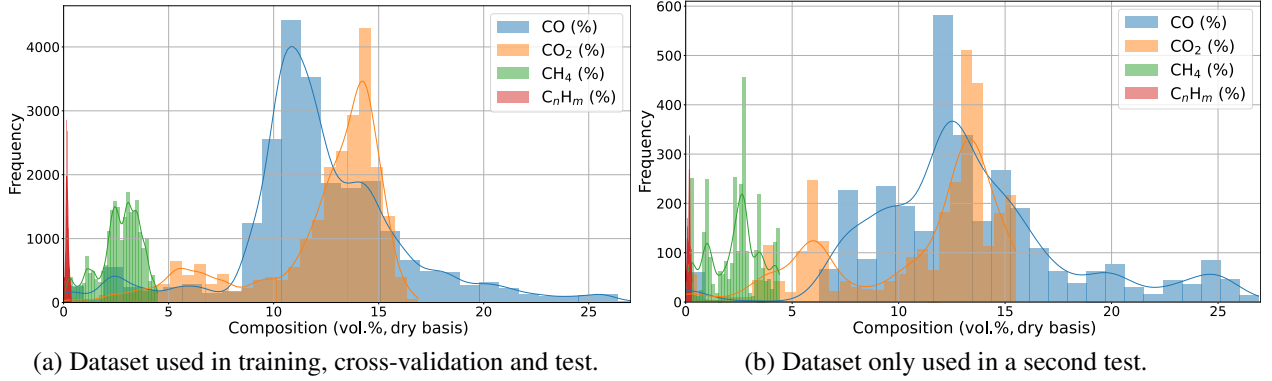 CO (%)
CO₂ (%)
CH₄ (%)
CₙHₘ (%)
4000
3000
2000
1000
0
Frequency
0
5
10
15
20
25
Composition (vol.%, dry basis)
(a) Dataset used in training, cross-validation and test.
CO (%)
CO₂ (%)
CH₄ (%)
CₙHₘ (%)
600
500
400
300
200
100
0
Frequency
0
5
10
15
20
25
Composition (vol.%, dry basis)
(b) Dataset only used in a second test.